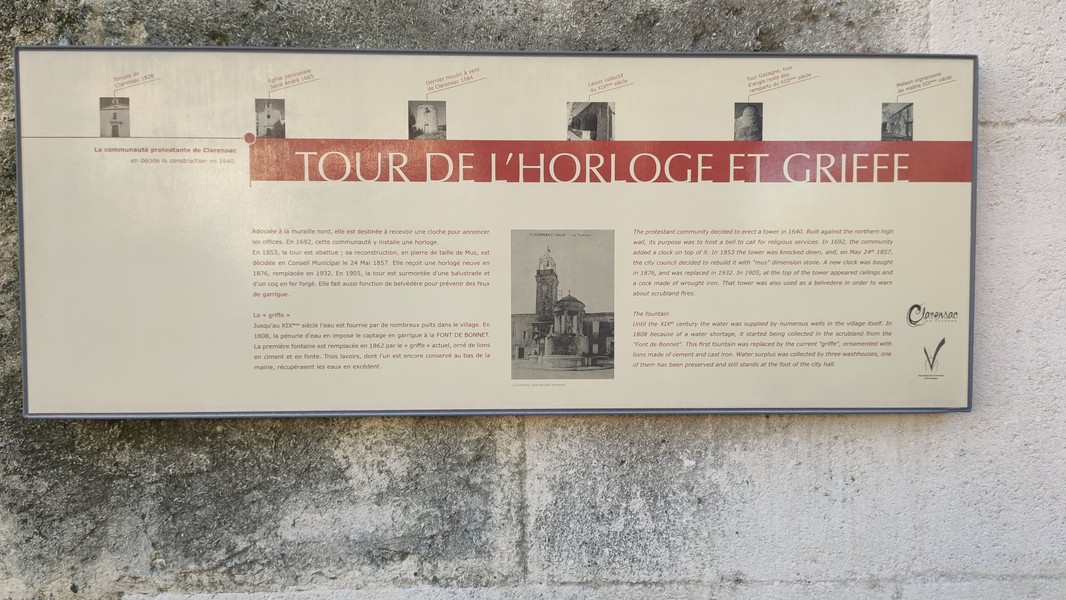 Temple de
Clarensac 1828
Eglise paroissiale
Saint André 1685
Dernier moulin à vent
de Clarensac 1584
Lavoir collectif
du XIXème siècle
Tour Gasagne, tour
d'angle reste des
remparts du XIIIème siècle
Maison vigneronne
de maître XIXème siècle
La communauté protestante de Clarensac
en décide la construction en 1640.
TOUR DE L'HORLOGE ET GRIFFE
Adossée à la muraille nord, elle est destinée à recevoir une cloche pour annoncer
les offices. En 1692, cette communauté y installe une horloge.
En 1853, la tour est abattue ; sa reconstruction, en pierre de taille de Mus, est
décidée en Conseil Municipal le 24 Mai 1857. Elle reçoit une horloge neuve en
1876, remplacée en 1932. En 1905, la tour est surmontée d'une balustrade et
d'un coq en fer forgé. Elle fait aussi fonction de belvédère pour prévenir des feux
de garrigue.
Le « griffe »
Jusqu'au XIXème siècle l'eau est fournie par de nombreux puits dans le village. En
1808, la pénurie d'eau en impose le captage en garrigue à la FONT DE BONNET.
La première fontaine est remplacée en 1862 par le « griffe » actuel, orné de lions
en ciment et en fonte. Trois lavoirs, dont l'un est encore conservé au bas de la
mairie, récupéraient les eaux en excédent.
The protestant community decided to erect a tower in 1640. Built against the northern high
wall, its purpose was to host a bell to call for religious services. In 1692, the community
added a clock on top of it. In 1853 the tower was knocked down, and, on May 24th 1857,
the city council decided to rebuild it with "mus" dimension stone. A new clock was bought
in 1876, and was replaced in 1932. In 1905, at the top of the tower appeared railings and
a cock made of wrought iron. That tower was also used as a belvedere in order to warn
about scrubland fires.
The fountain
Until the XIXth century the water was supplied by numerous wells in the village itself. In
1808 because of a water shortage, it started being collected in the scrubland from the
"Font de Bonnet". This first fountain was replaced by the current "griffe", ornamented with
lions made of cement and cast iron. Water surplus was collected by three washhouses, one
of them has been preserved and still stands at the foot of the city hall.
Clarensac